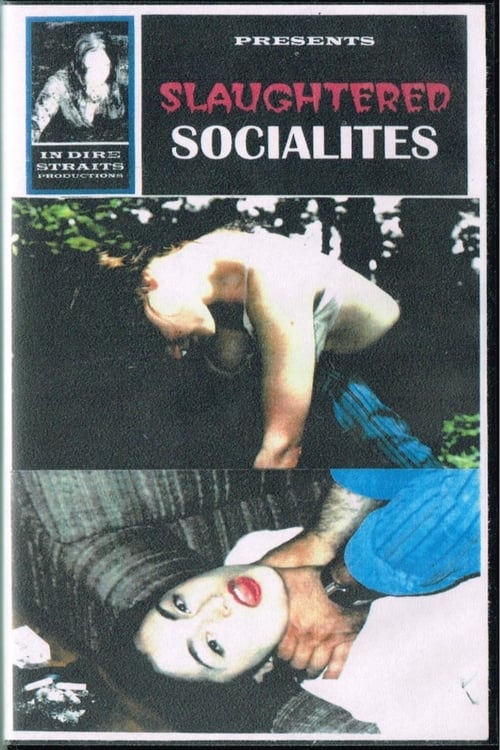 PRESENTS
SLAUGHTERED
SOCIALITES
IN DIRE
STRAITS
PRODUCTIONS